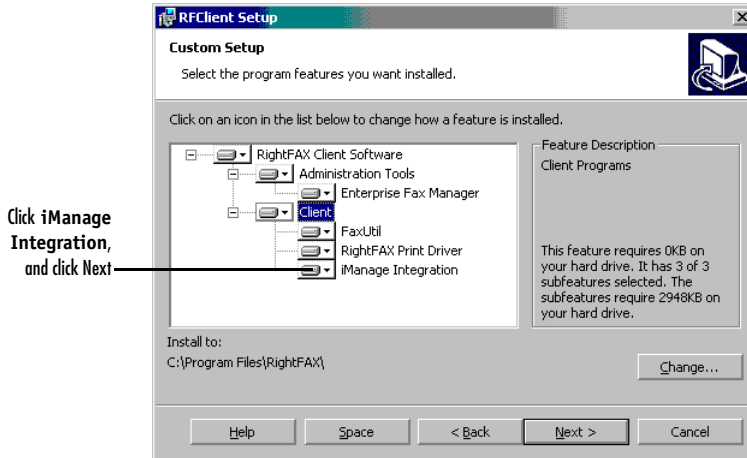 RFClient Setup
Custom Setup
Select the program features you want installed.
Click on an icon in the list below to change how a feature is installed.
RightFAX Client Software
Administration Tools
Enterprise Fax Manager
Client
FaxUtil
RightFAX Print Driver
iManage Integration
Feature Description
Client Programs
This feature requires 0KB on
your hard drive. It has 3 of 3
subfeatures selected. The
subfeatures require 2948KB on
your hard drive.
Click iManage
Integration,
and click Next
Install to:
C:\Program Files\RightFAX\
Change...
Help
Space
< Back
Next >
Cancel